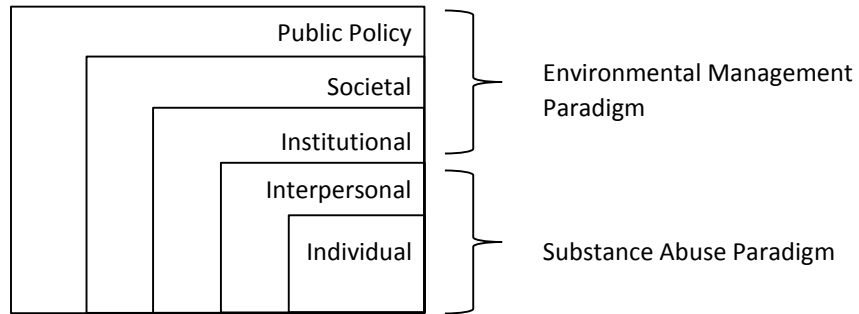 Public Policy
Societal
Institutional
Interpersonal
Individual
Environmental Management
Paradigm
Substance Abuse Paradigm